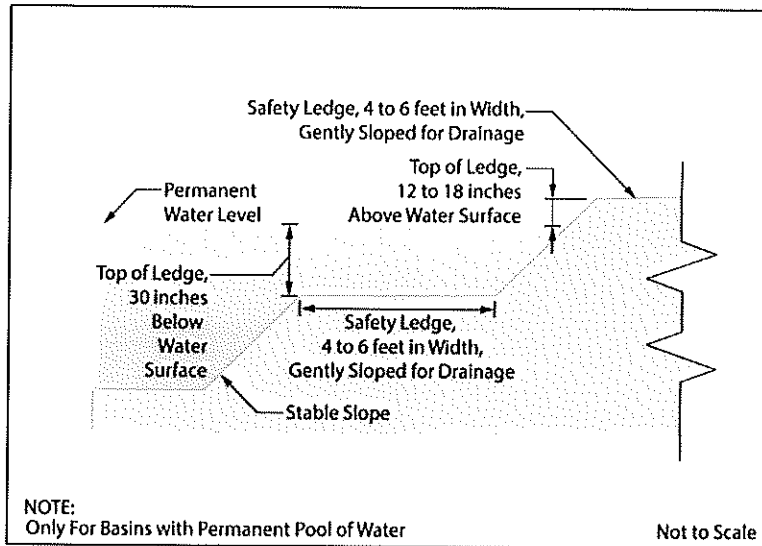 Safety Ledge, 4 to 6 feet in Width,
Gently Sloped for Drainage
Top of Ledge,
12 to 18 inches
Above Water Surface
Permanent
Water Level
Top of Ledge,
30 inches
Below
Water
Surface
Safety Ledge,
4 to 6 feet in Width,
Gently Sloped for Drainage
Stable Slope
NOTE:
Only For Basins with Permanent Pool of Water
Not to Scale